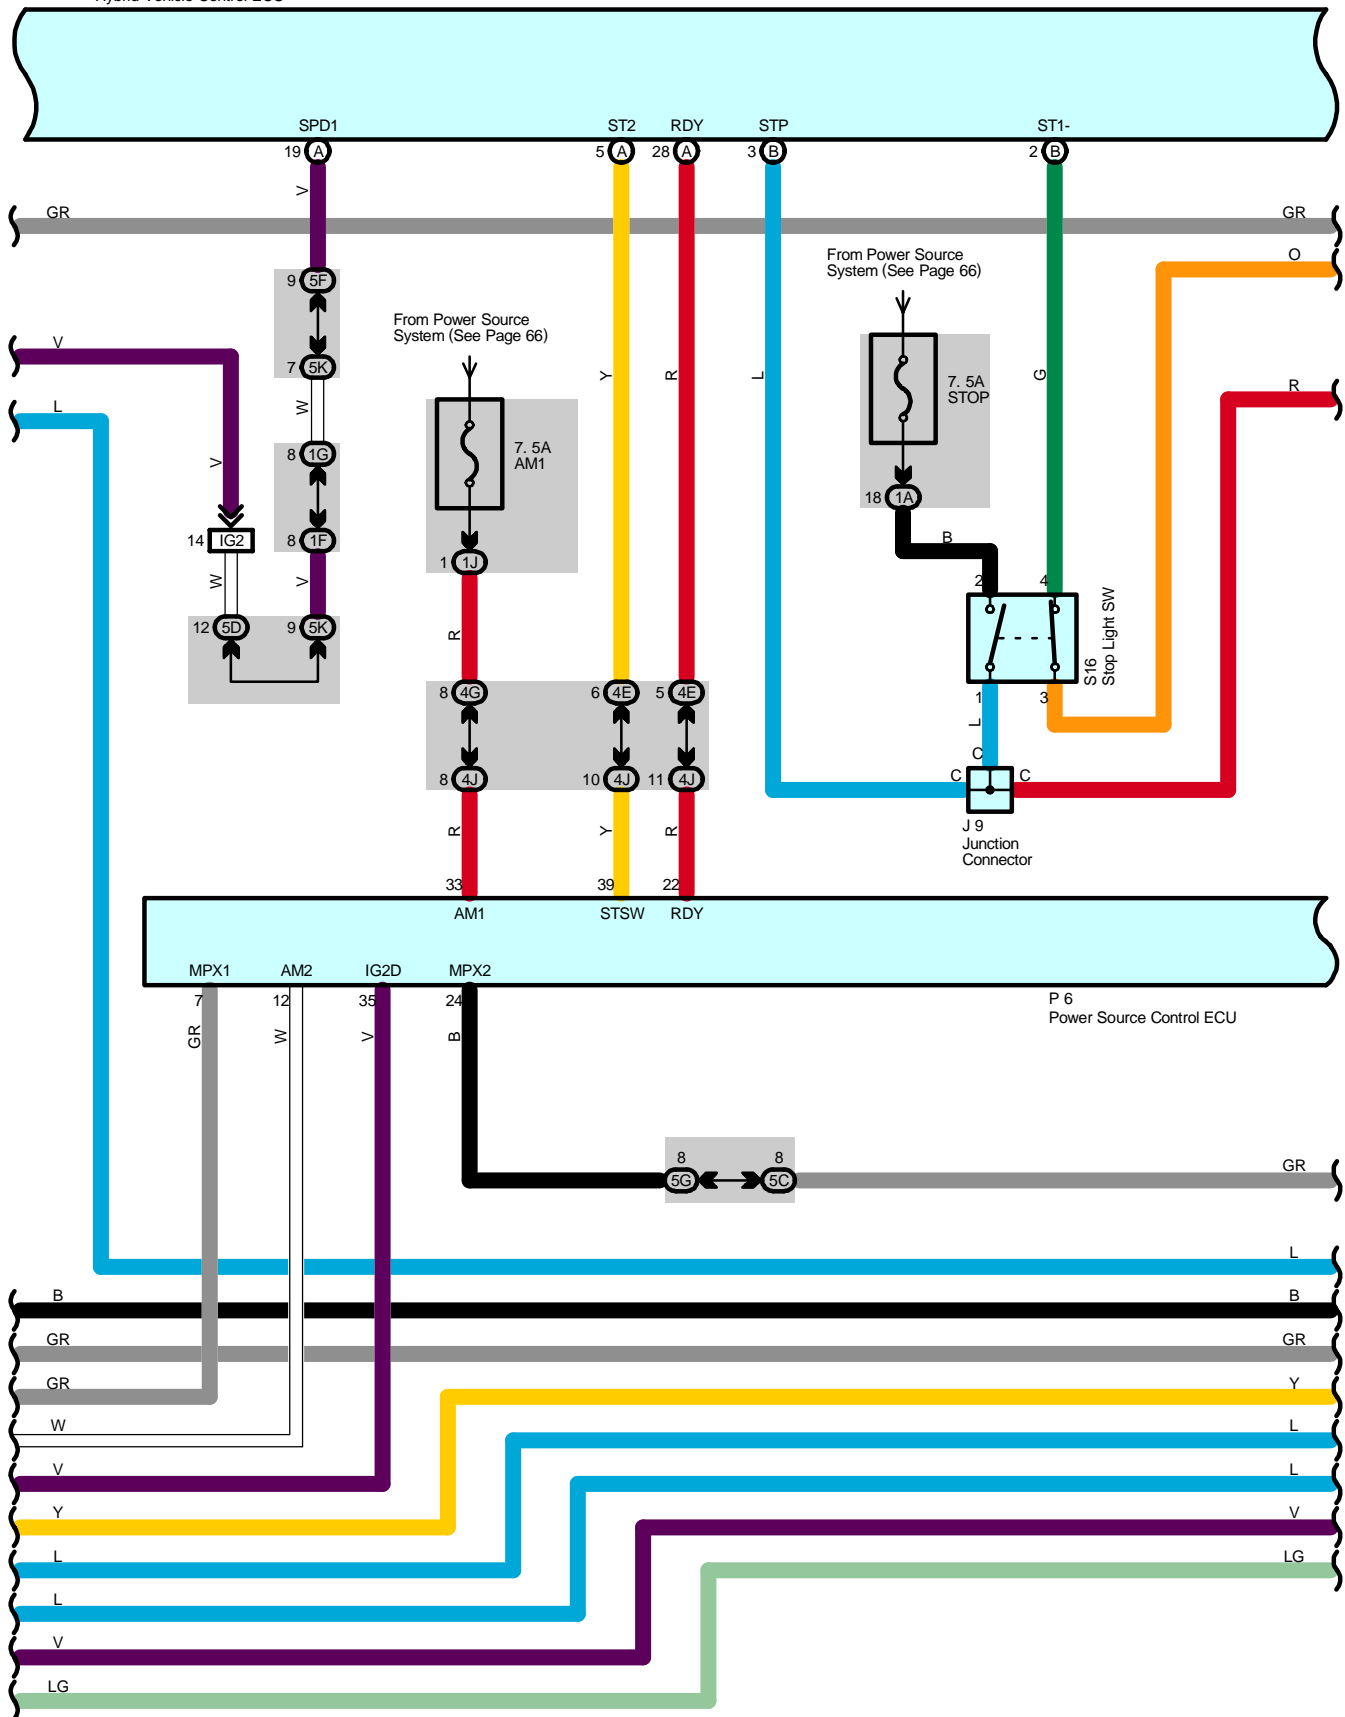 Hybrid Vehicle Control ECU
SPD1 ST2 RDY STP ST1-
19 A 5 A 28 A 3 B 2 B
V
GR GR
From Power Source
System (See Page 66)
O
9 5F
From Power Source
System (See Page 66)
V
7 5K
Y R L G
7. 5A
STOP
R
L
W
8 1G
7. 5A
AM1
V
18 1A
14 IG2 8 1F
B
1 1J
W V
2 4
12 5D 9 5K
R
S16
Stop Light SW
8 4G 6 4E 5 4E
1 3
L
C
8 4J 10 4J 11 4J
C C
R Y R
J 9
Junction
Connector
33 39 22
AM1 STSW RDY
MPX1 AM2 IG2D MPX2
7 12 35 24
P 6
Power Source Control ECU
GR W V B
8 8
5G 5C GR
L
B B
GR GR
GR Y
W L
V L
Y V
L LG
L
V
LG